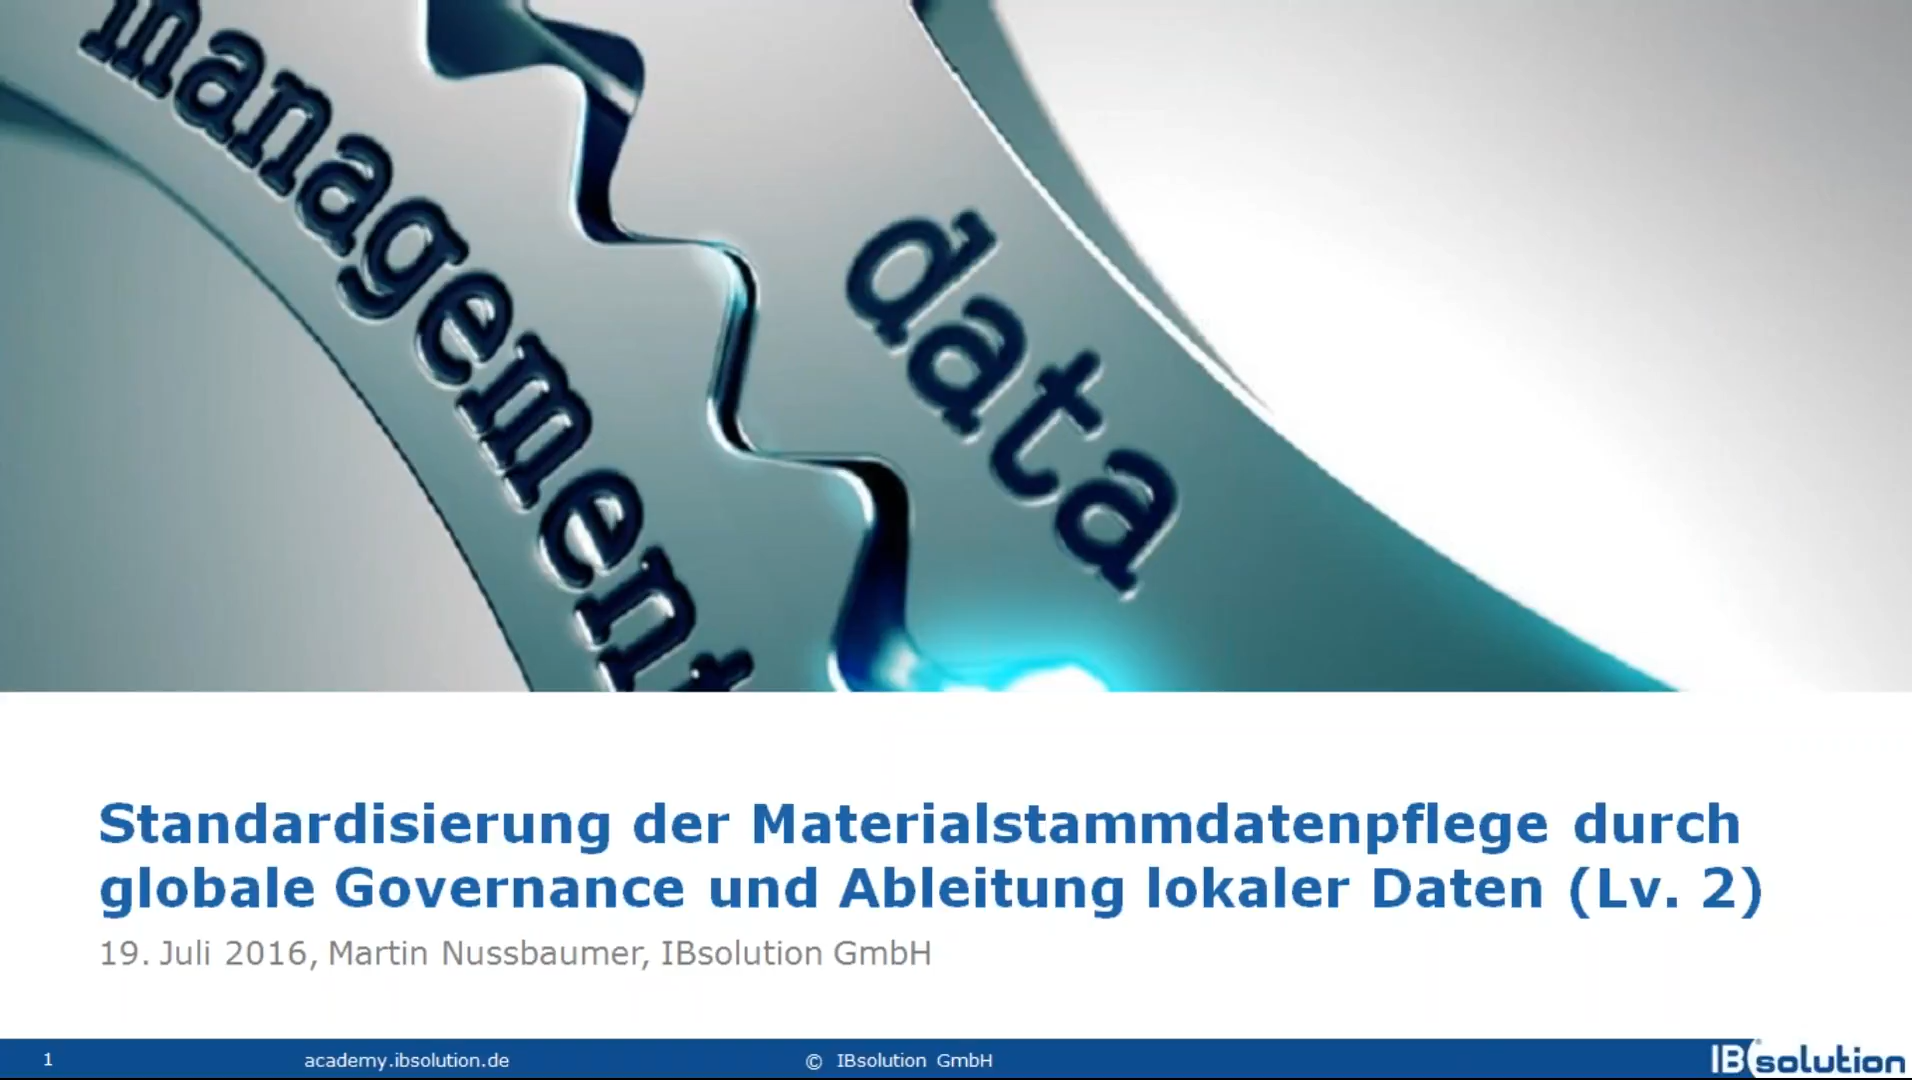 management
data
Standardisierung der Materialstammdatenpflege durch
globale Governance und Ableitung lokaler Daten (Lv. 2)
19. Juli 2016, Martin Nussbaumer, IBsolution GmbH
1
academy.ibsolution.de
© IBsolution GmbH
IBsolution